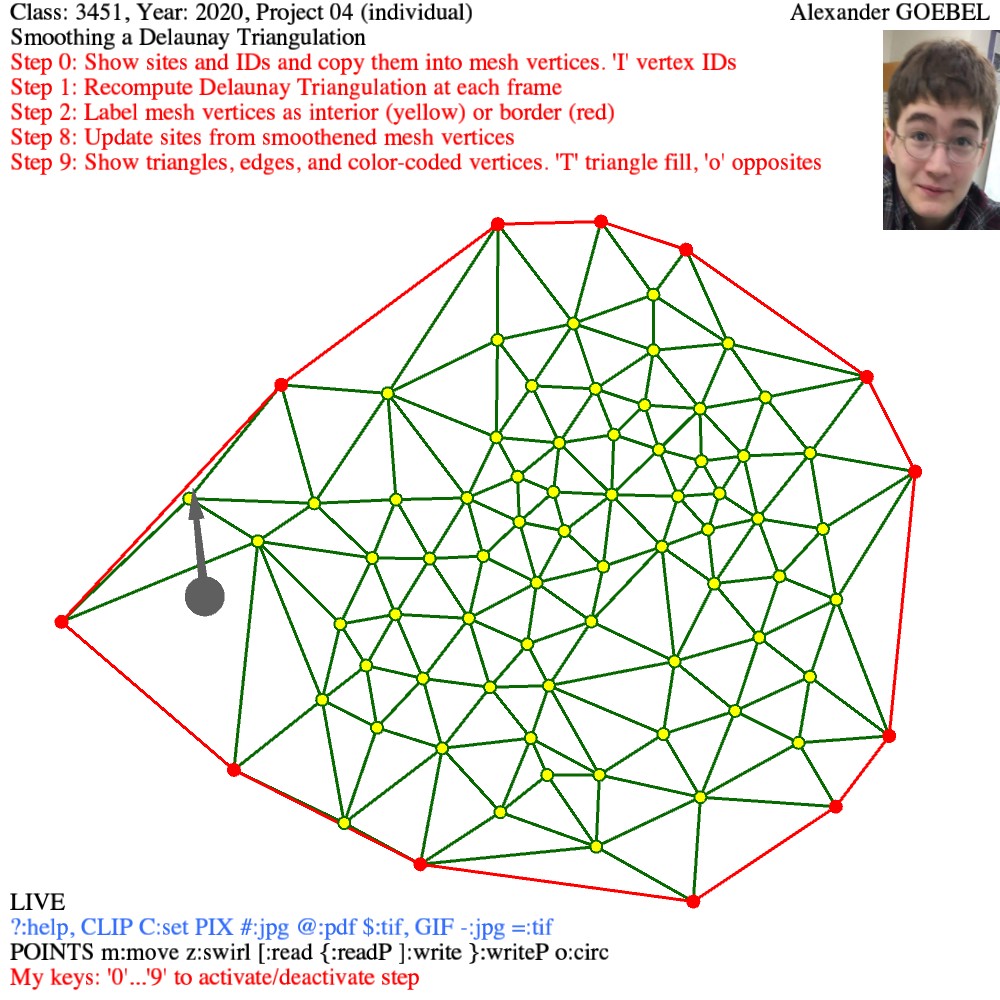 Class: 3451, Year: 2020, Project 04 (individual)
Alexander GOEBEL
Smoothing a Delaunay Triangulation
Step 0: Show sites and IDs and copy them into mesh vertices. 'I' vertex IDs
Step 1: Recompute Delaunay Triangulation at each frame
Step 2: Label mesh vertices as interior (yellow) or border (red)
Step 8: Update sites from smoothened mesh vertices
Step 9: Show triangles, edges, and color-coded vertices. 'T' triangle fill, 'o' opposites
LIVE
?:help, CLIP C:set PIX #:jpg @:pdf $:tif, GIF -:jpg =:tif
POINTS m:move z:swirl [:read {:readP ]:write }:writeP o:circ
My keys: '0'...'9' to activate/deactivate step